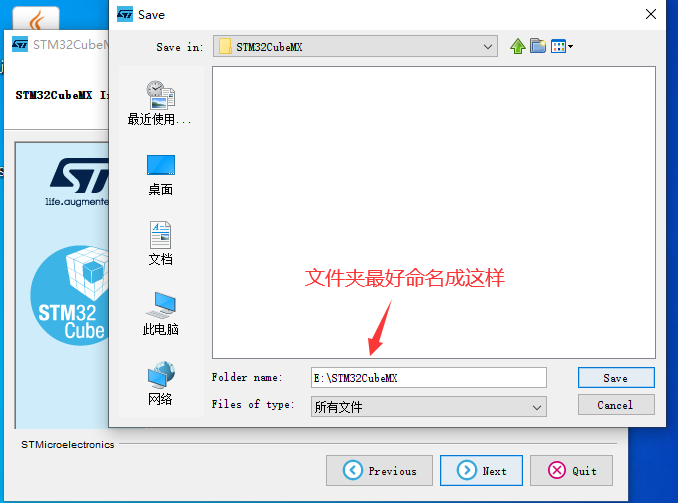 Save
STM32CubeM
Save in:
STM32CubeMX
STM32CubeMX I
最近使用...
life.augmente
桌面
文档
文件夹最好命名成这样
STM32
Cube
此电脑
Folder name:
E:\STM32CubeMX
Save
网络
Files of type:
所有文件
Cancel
STMicroelectronics
Previous
Next
Quit